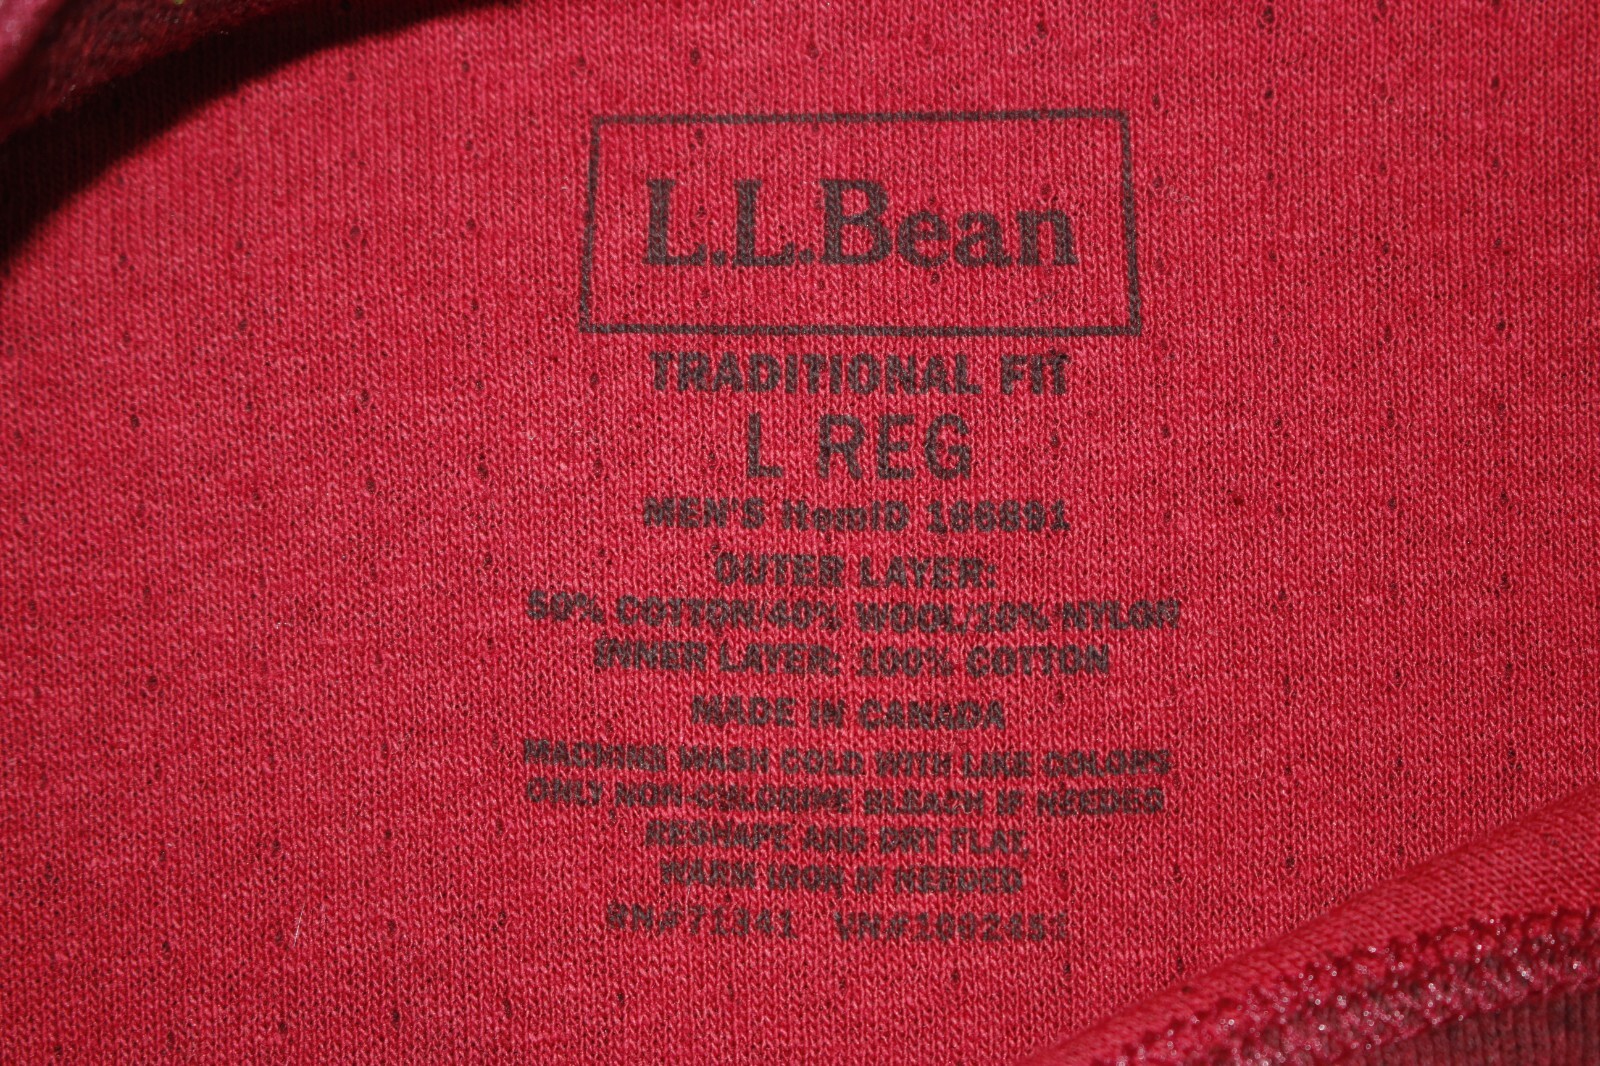 L.L.Bean
TRADITIONAL FIT
L REG
MEN'S ItemID 186891
OUTER LAYER:
50% COTTON/40% WOOL/10% NYLON
INNER LAYER: 100% COTTON
MADE IN CANADA
MACHINE WASH COLD WITH LIKE COLORS
ONLY NON-CHLORINE BLEACH IF NEEDED
RESHAPE AND DRY FLAT,
WARM IRON IF NEEDED
RN#71341 VN#1002451